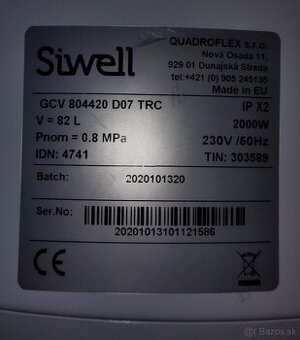 Siwell
QUADROFLEX s.r.o.
Nová Osada 11,
929 01 Dunajská Streda
tel:+421 (0) 905 245135
Made in EU
GCV 804420 D07 TRC IP X2
V = 82 L 2000W
Pnom = 0.8 MPa 230V /50Hz
IDN: 4741 TIN: 303589
Batch: 2020101320
Ser.No:
20201013101121586
CE
Bazos.sk